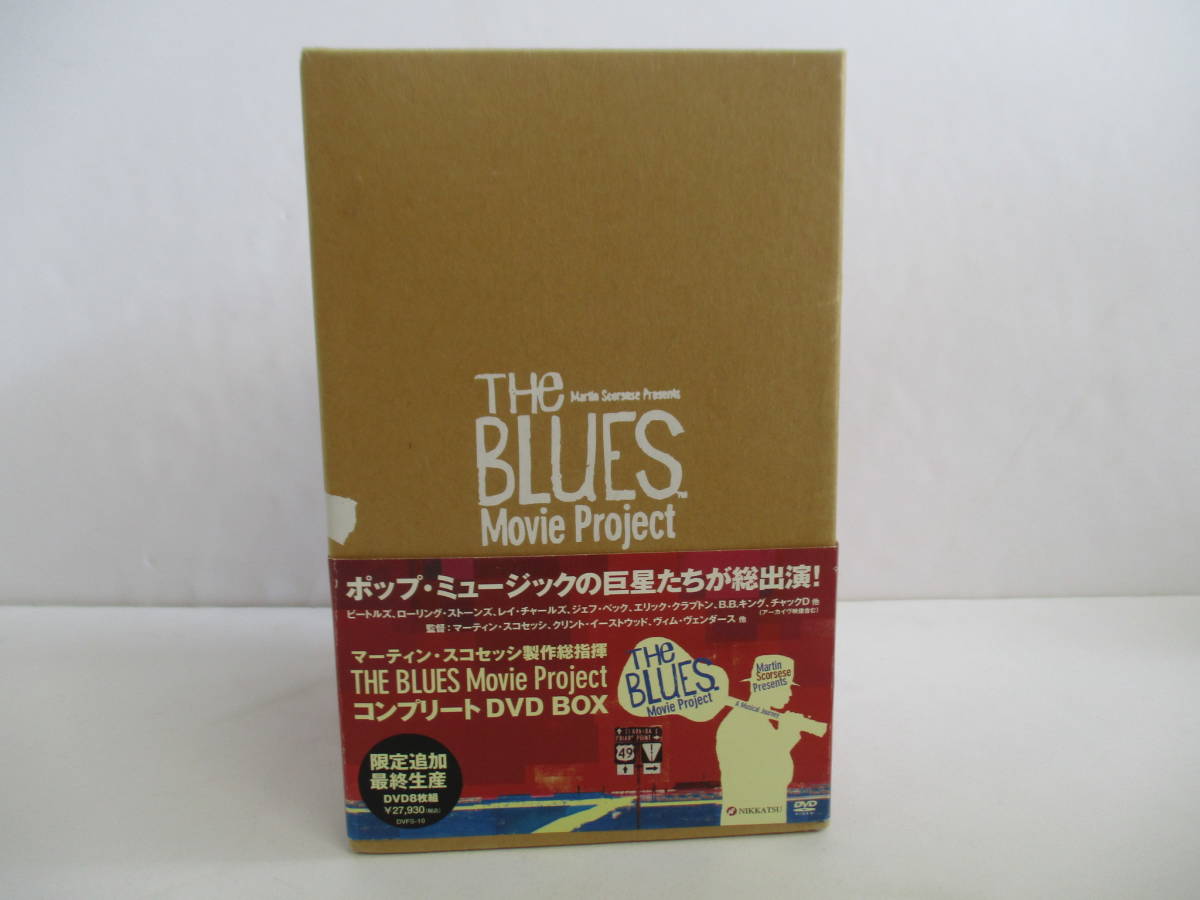 THE
Martin Scorsese Presents
BLUES™
Movie Project
ポップ・ミュージックの巨星たちが総出演!
ビートルズ、ローリング・ストーンズ、レイ・チャールズ、ジェフ・ベック、エリック・クラプトン、B.B.キング、チャックD 他
(アーカイヴ映像含む)
監督:マーティン・スコセッシ、クリント・イーストウッド、ヴィム・ヴェンダース 他
マーティン・スコセッシ製作総指揮
THE BLUES Movie Project
コンプリート DVD BOX
THE
BLUES
Movie Project
Martin
Scorsese
Presents
A Musical Journey
POINT
49
限定追加
最終生産
DVD8枚組
¥27,930(税込)
DVFS-10
NIKKATSU
DVD